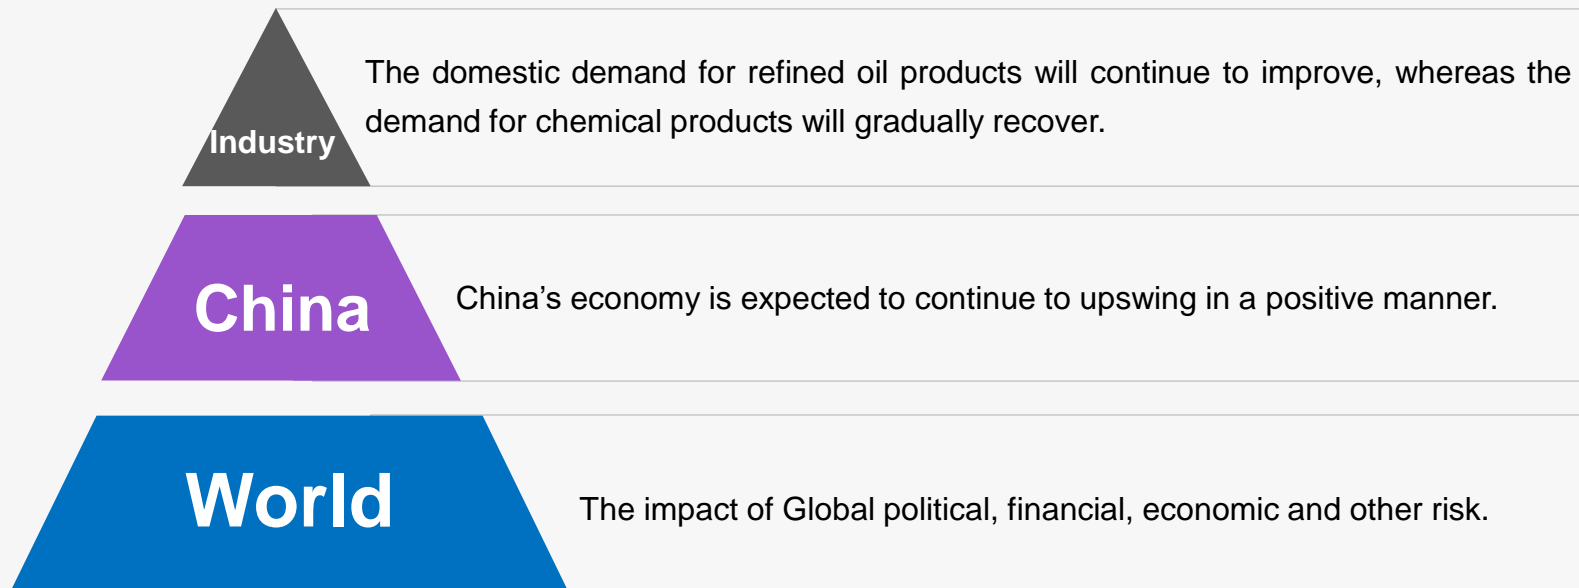 Industry
The domestic demand for refined oil products will continue to improve, whereas the
demand for chemical products will gradually recover.
China
China’s economy is expected to continue to upswing in a positive manner.
World
The impact of Global political, financial, economic and other risk.